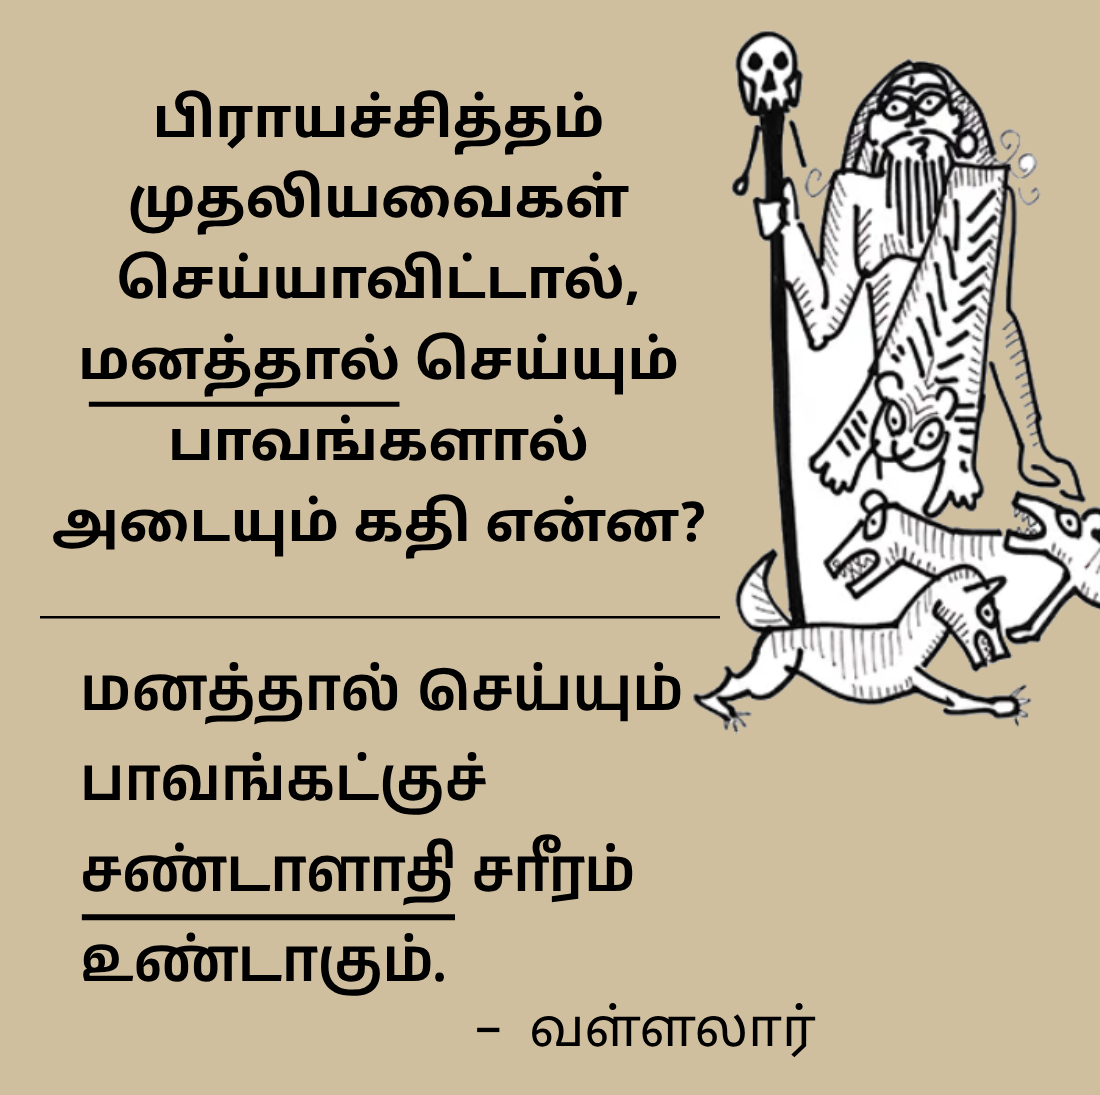 பிராயச்சித்தம்
முதலியவைகள்
செய்யாவிட்டால்,
மனத்தால் செய்யும்
பாவங்களால்
அடையும் கதி என்ன?
மனத்தால் செய்யும்
பாவங்கட்குச்
சண்டாளாதி சரீரம்
உண்டாகும்.
– வள்ளலார்